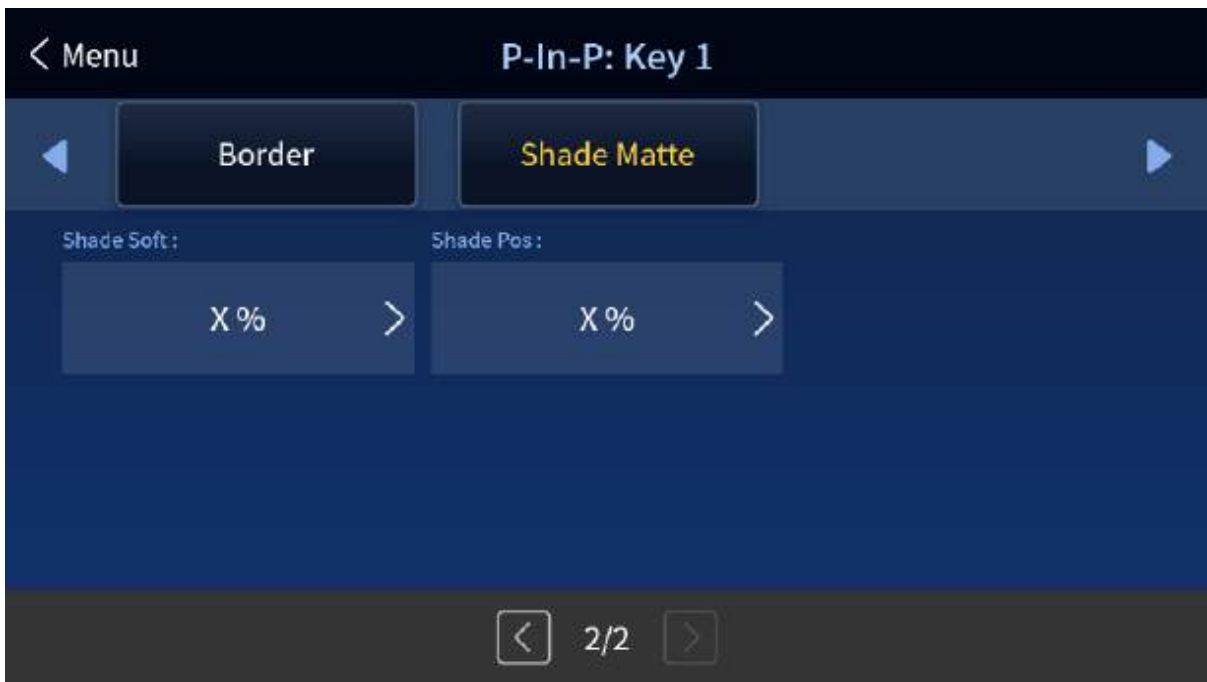 < Menu
P-In-P: Key 1
Border
Shade Matte
Shade Soft :
Shade Pos :
X %
X %
2/2